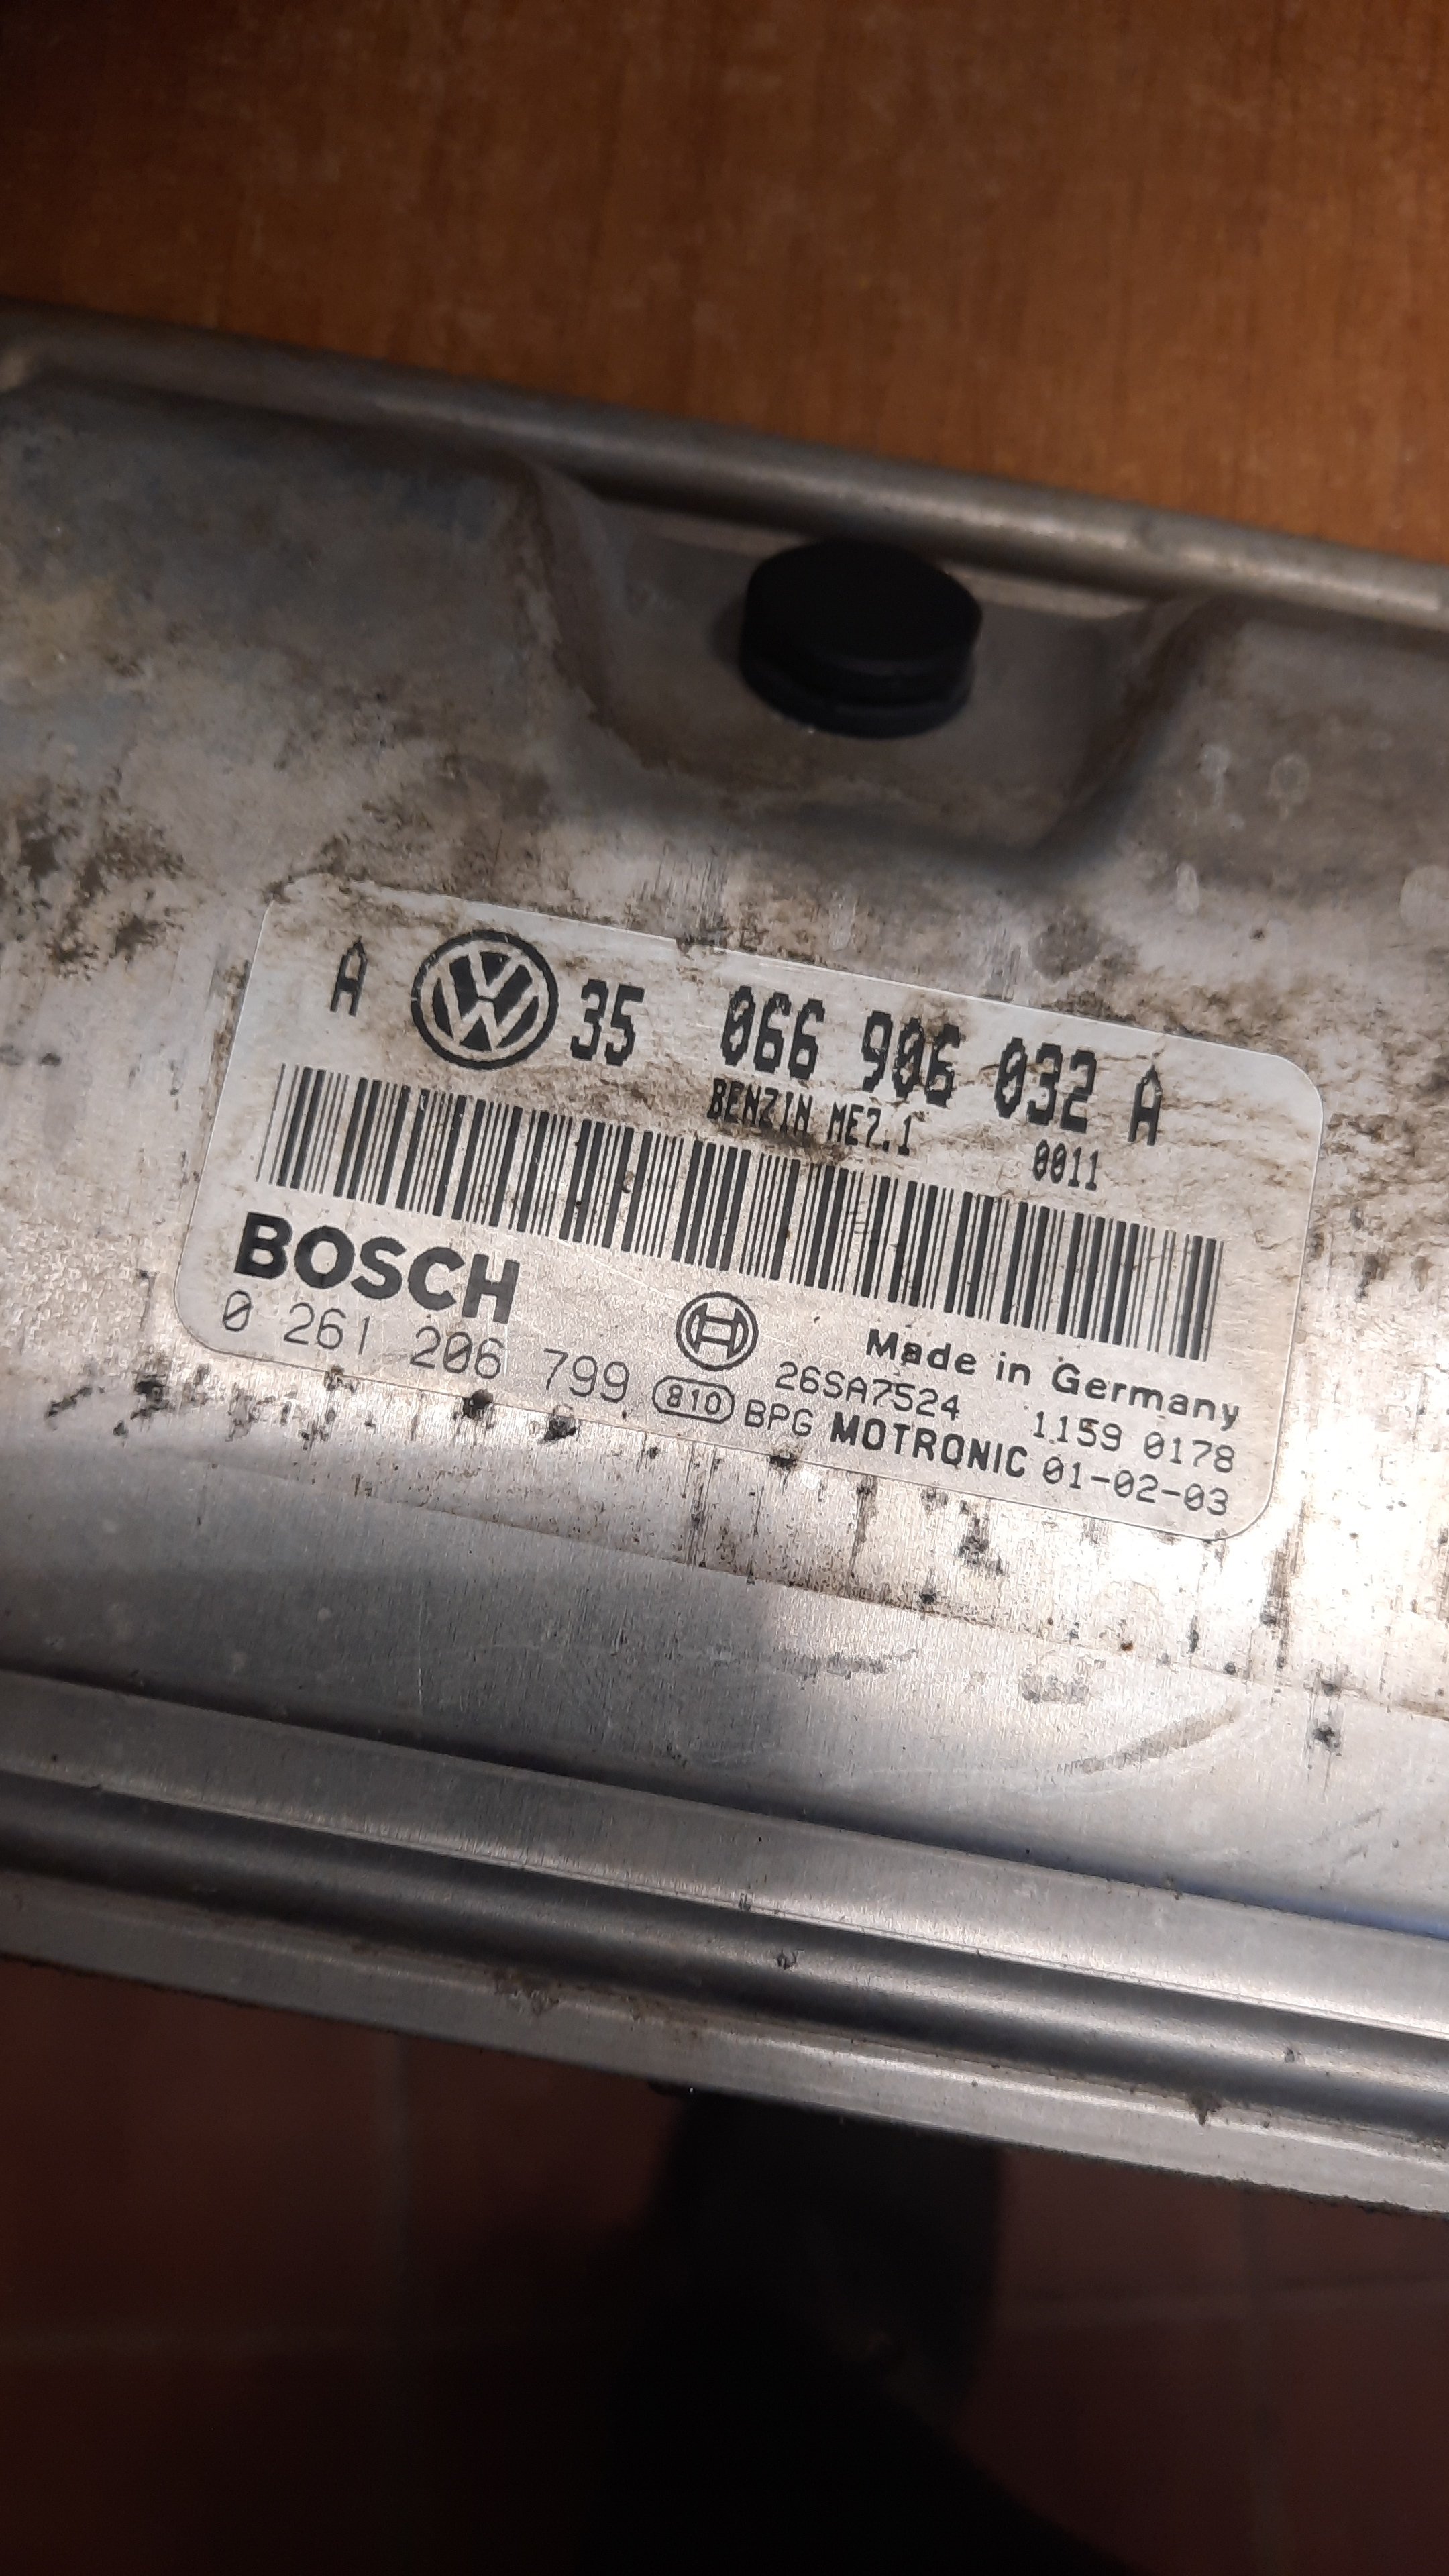 A VW 35 066 906 032 A
BENZIN ME7.1 0011
BOSCH
Made in Germany
0 261 206 799 26SA7524 1159 0178
810 BPG MOTRONIC 01-02-03